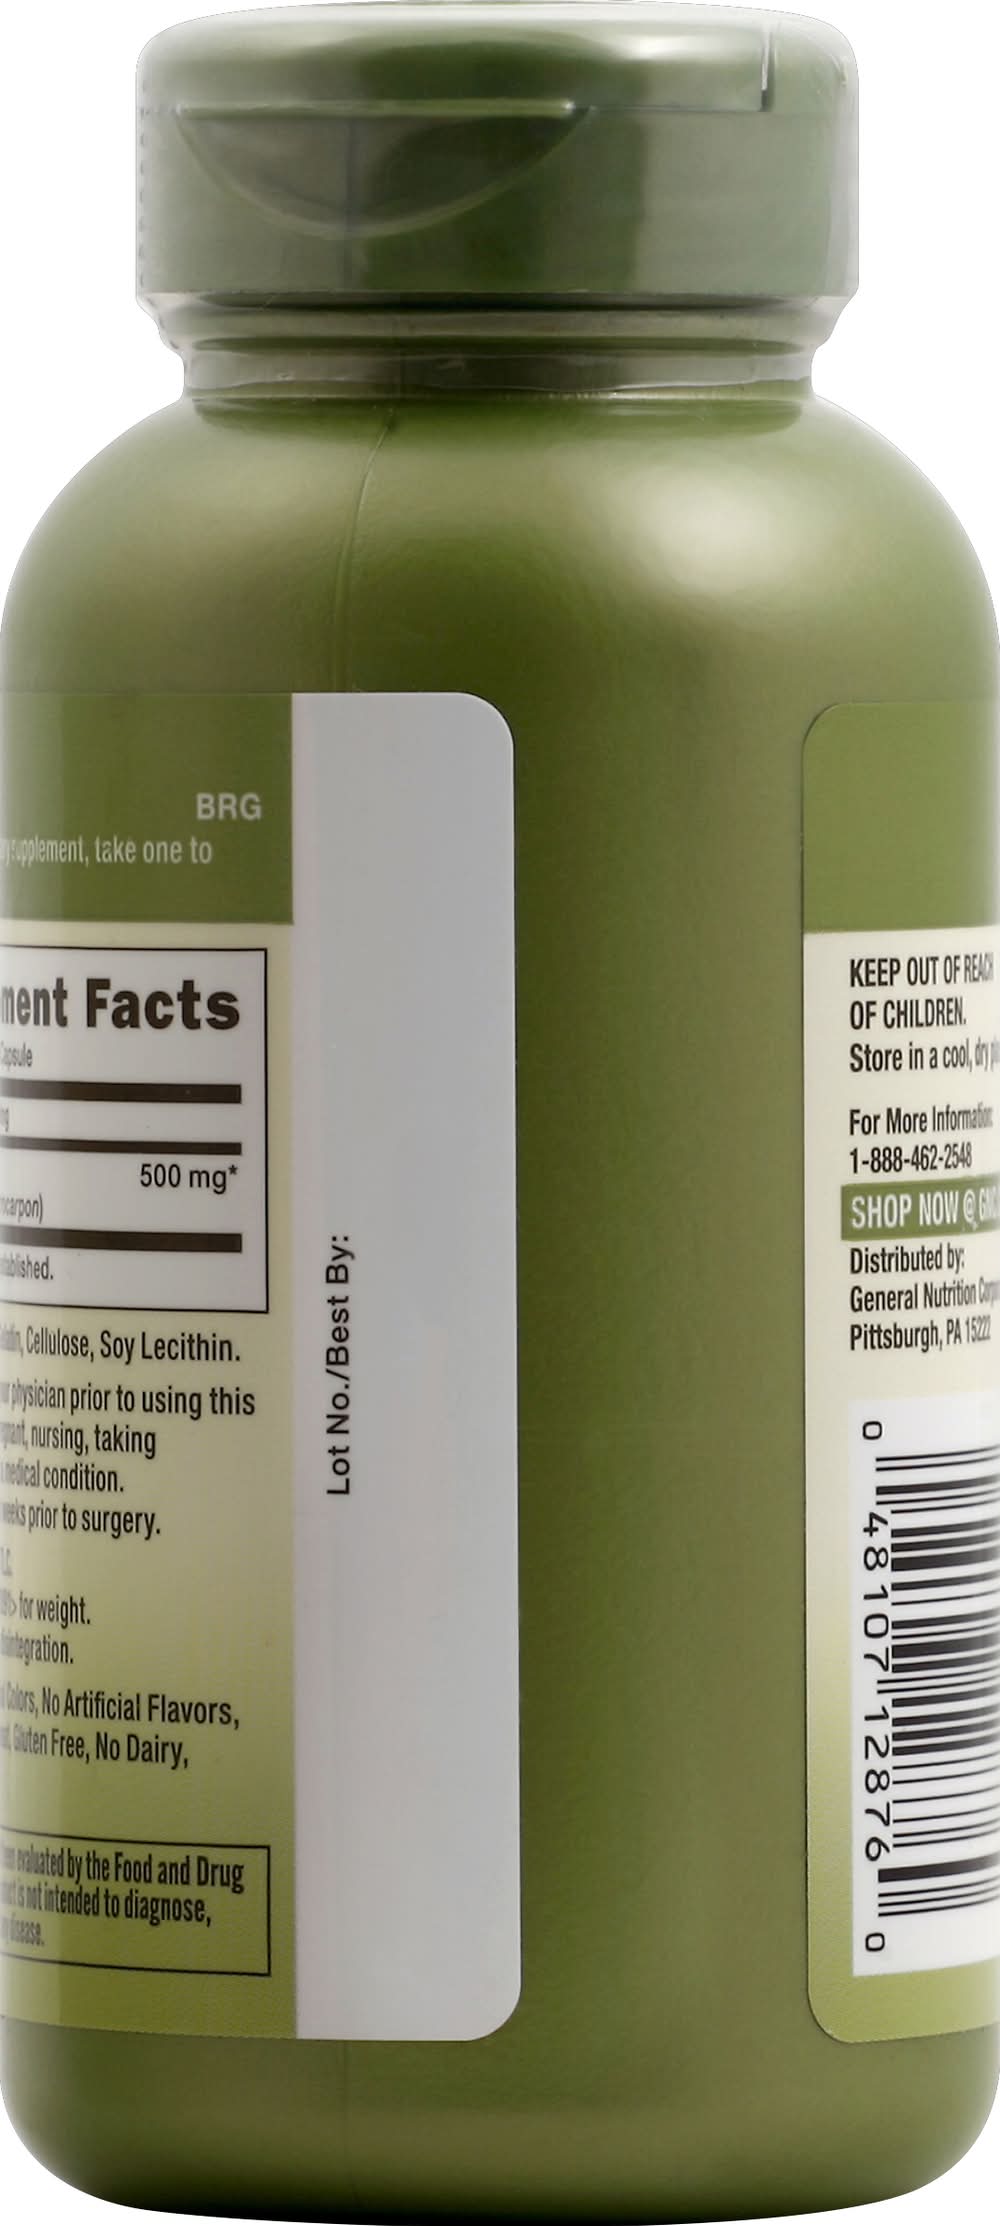 BRG
supplement, take one to
ment Facts
Capsule
500 mg*
rocarpon)
established.
Cellulose, Soy Lecithin.
physician prior to using this
nursing, taking
medical condition.
weeks prior to surgery.
for weight.
disintegration.
Colors, No Artificial Flavors,
Gluten Free, No Dairy,
evaluated by the Food and Drug
is not intended to diagnose,
disease.
Lot No./Best By:
KEEP OUT OF REACH
OF CHILDREN.
Store in a cool, dry
For More Information:
1-888-462-2548
SHOP NOW @
Distributed by:
General Nutrition
Pittsburgh, PA 15222
0 48107 12876 0